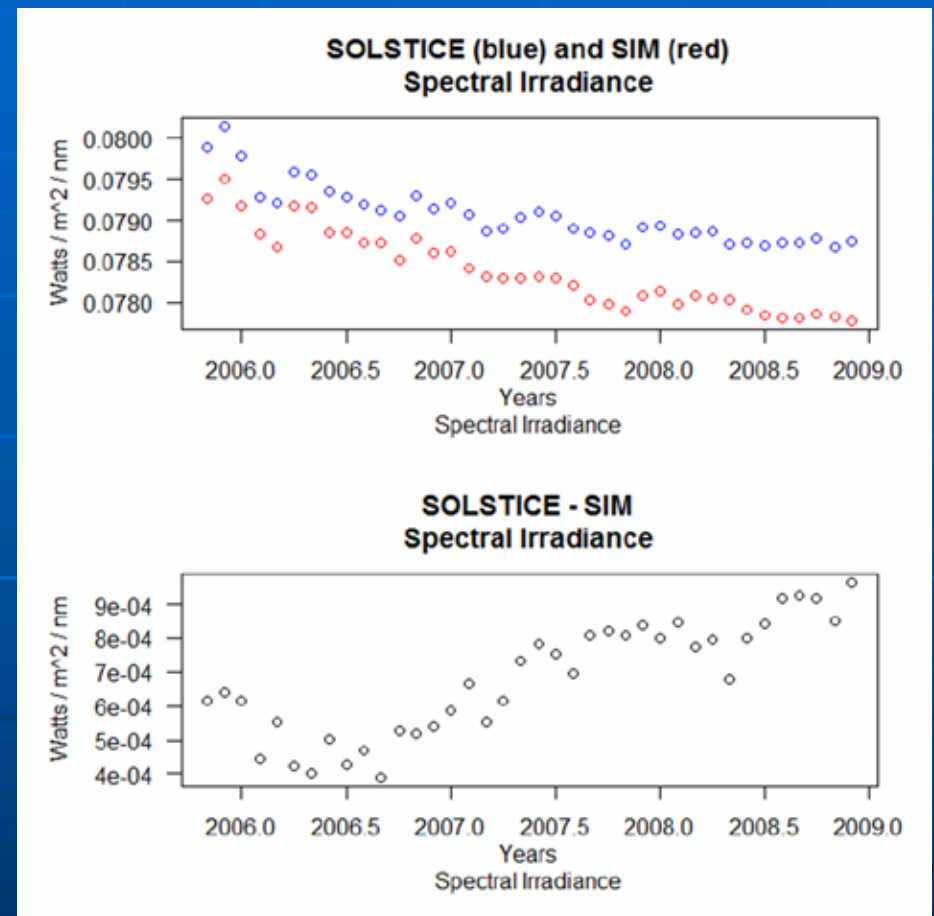 SOLSTICE (blue) and SIM (red)
Spectral Irradiance
Watts / m^2 / nm
0.0800
0.0795
0.0790
0.0785
0.0780
2006.0 2006.5 2007.0 2007.5 2008.0 2008.5 2009.0
Years
Spectral Irradiance
SOLSTICE - SIM
Spectral Irradiance
Watts / m^2 / nm
9e-04
8e-04
7e-04
6e-04
5e-04
4e-04
2006.0 2006.5 2007.0 2007.5 2008.0 2008.5 2009.0
Years
Spectral Irradiance